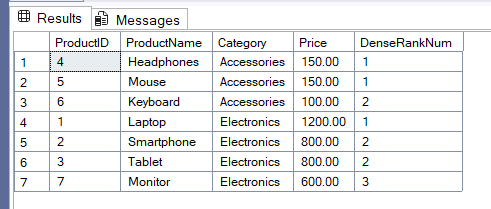 Results Messages
ProductID ProductName Category Price DenseRankNum
1 4 Headphones Accessories 150.00 1
2 5 Mouse Accessories 150.00 1
3 6 Keyboard Accessories 100.00 2
4 1 Laptop Electronics 1200.00 1
5 2 Smartphone Electronics 800.00 2
6 3 Tablet Electronics 800.00 2
7 7 Monitor Electronics 600.00 3